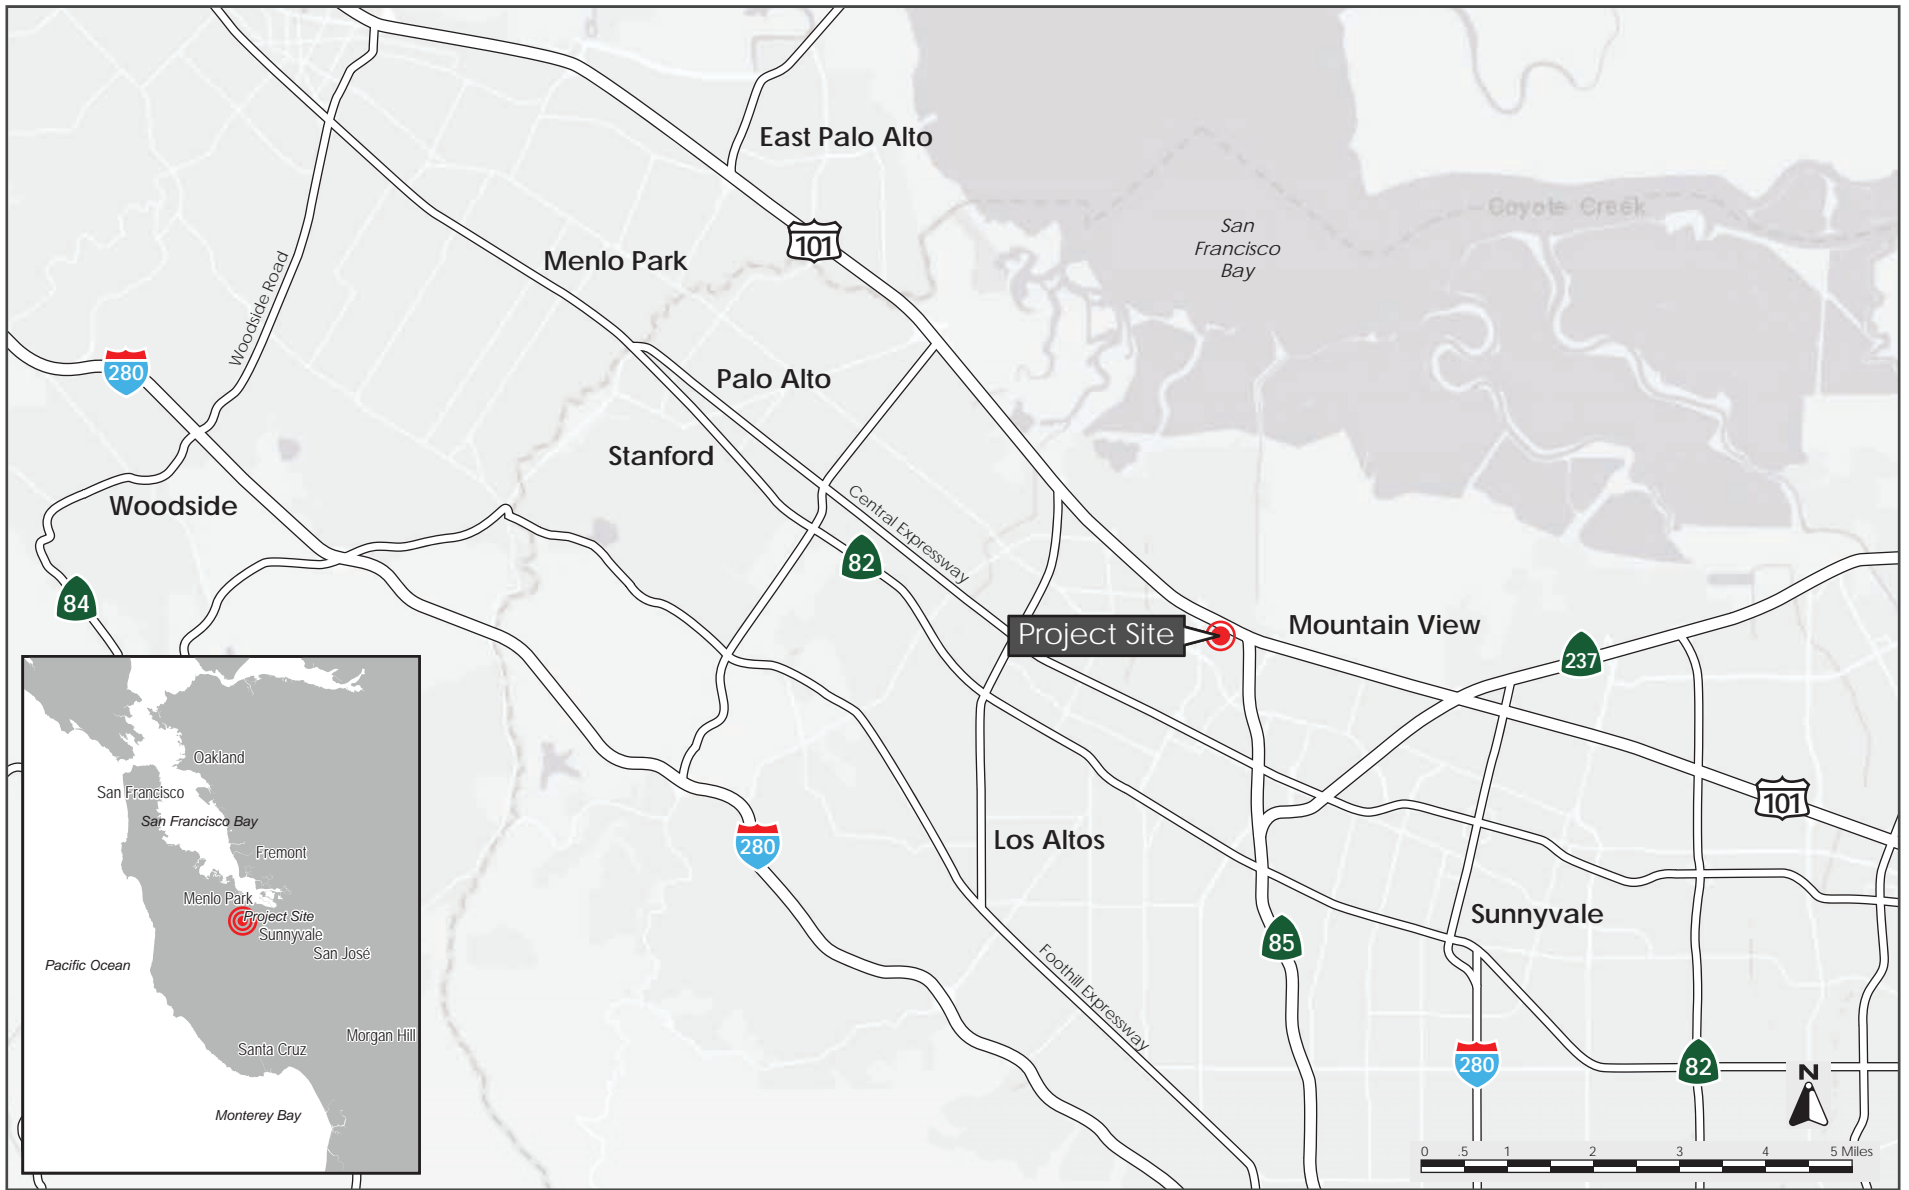 East Palo Alto
101
Coyote Creek
San
Francisco
Bay
Menlo Park
Woodside Road
280
Palo Alto
Stanford
Central Expressway
Woodside
82
84
Project Site
Mountain View
237
101
280
Los Altos
Sunnyvale
85
Foothill Expressway
280
82
N
0 .5 1 2 3 4 5 Miles
Oakland
San Francisco
San Francisco Bay
Fremont
Menlo Park
Project Site
Sunnyvale
San José
Pacific Ocean
Morgan Hill
Santa Cruz
Monterey Bay